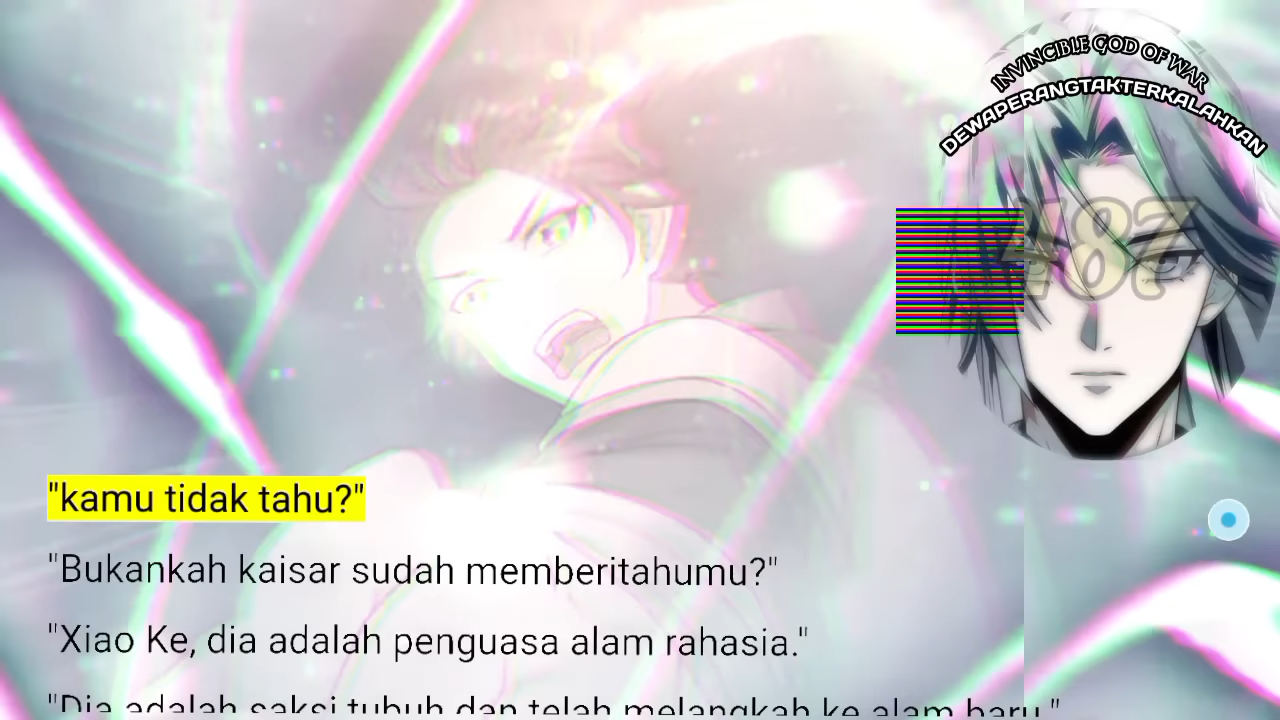 INVINCIBLE GOD OF WAR
DEWAPERANGTAKTERKALAHKAN
487
"kamu tidak tahu?"
"Bukankah kaisar sudah memberitahumu?"
"Xiao Ke, dia adalah penguasa alam rahasia."
"Dia adalah saksi tubuh dan telah melangkah ke alam baru."